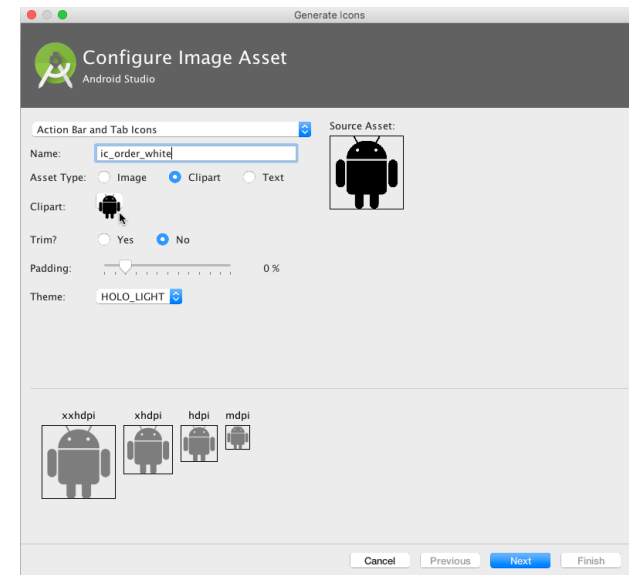 Generate Icons
Configure Image Asset
Android Studio
Action Bar and Tab Icons
Source Asset:
Name: ic_order_white
Asset Type: Image Clipart Text
Clipart:
Trim? Yes No
Padding: 0 %
Theme: HOLO_LIGHT
xxhdpi xhdpi hdpi mdpi
Cancel Previous Next Finish